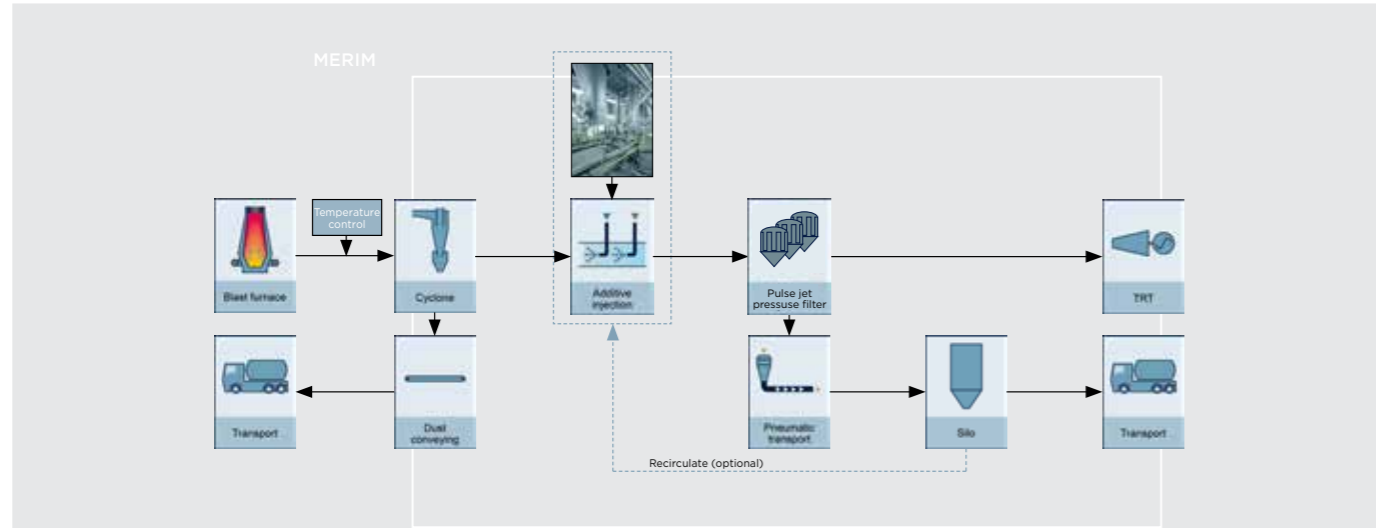 MERIM
Temperature
control
Blast furnace
Cyclone
Additive
injection
Pulse jet
pressuse filter
TRT
Transport
Dust
conveying
Pneumatic
transport
Silo
Transport
Recirculate (optional)